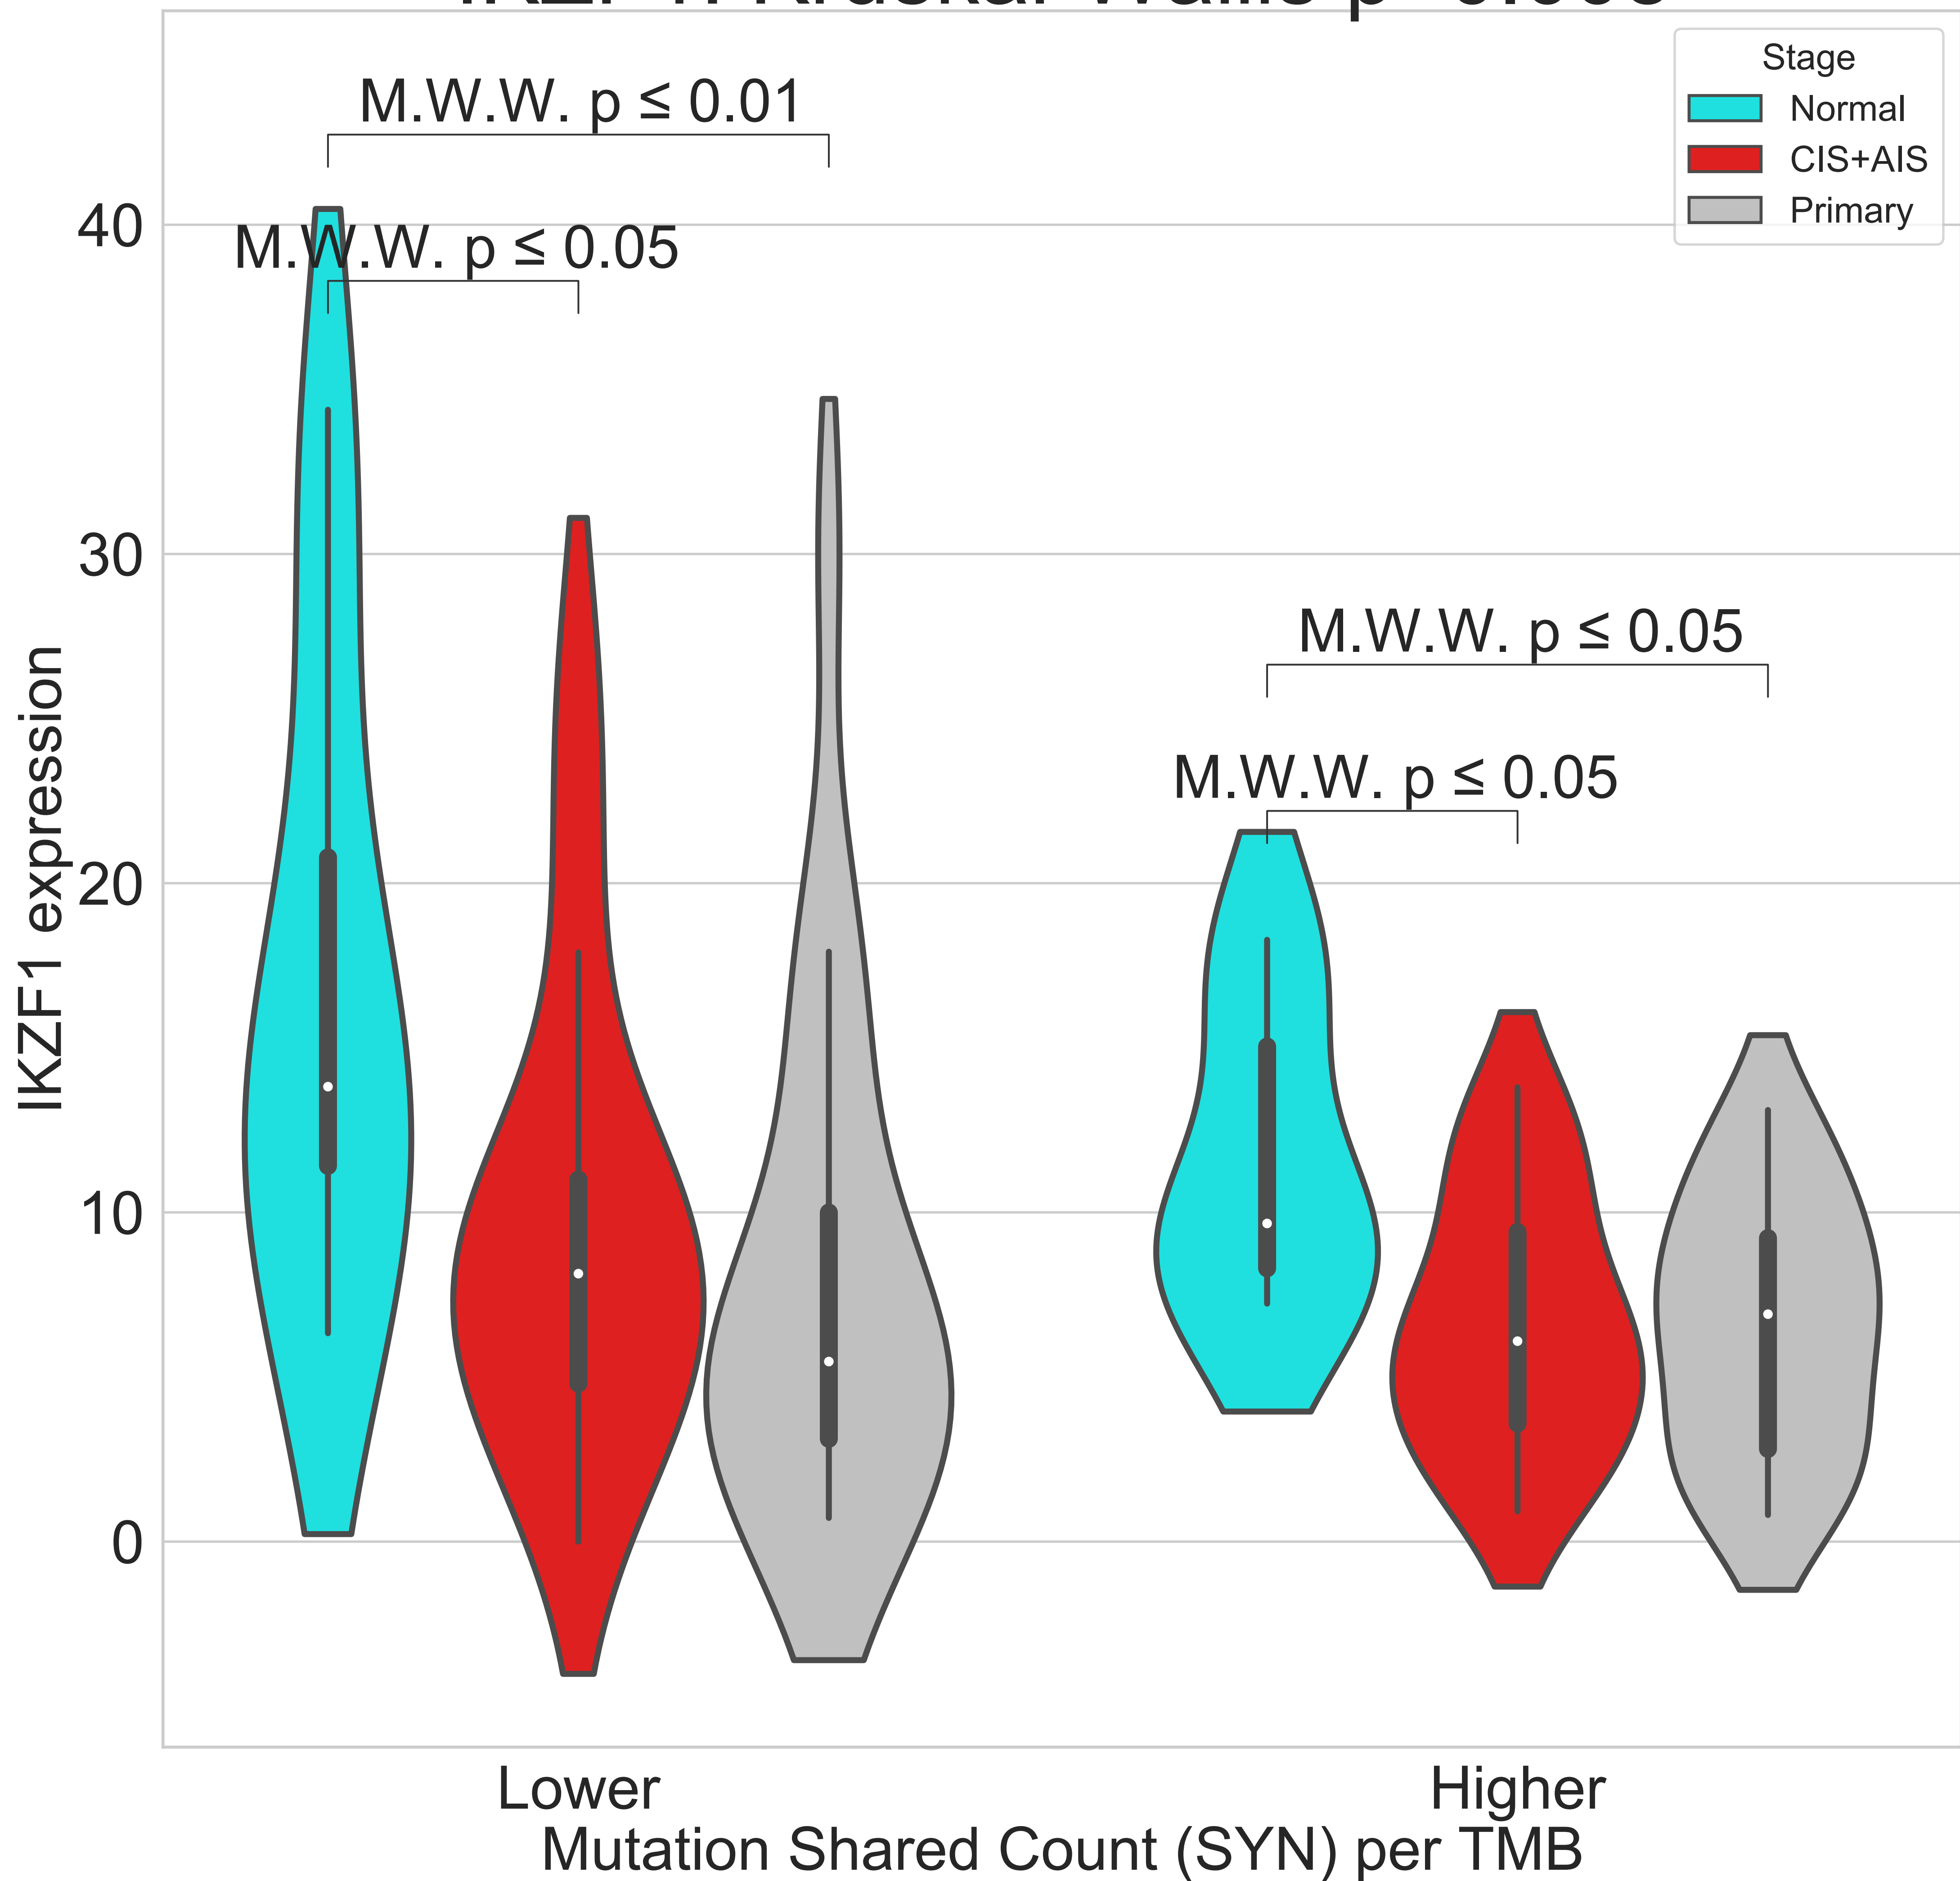 M.W.W. p ≤ 0.01
M.W.W. p ≤ 0.05
M.W.W. p ≤ 0.05
M.W.W. p ≤ 0.05
Stage
Normal
CIS+AIS
Primary
40
30
20
10
0
IKZF1 expression
Lower
Higher
Mutation Shared Count (SYN) per TMB